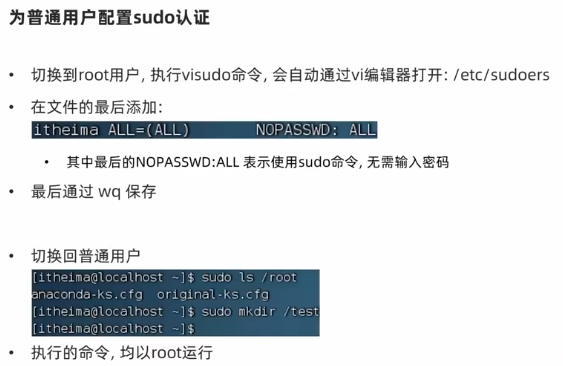 为普通用户配置sudo认证
• 切换到root用户, 执行visudo命令, 会自动通过vi编辑器打开: /etc/sudoers
• 在文件的最后添加:
itheima ALL=(ALL) NOPASSWD: ALL
• 其中最后的NOPASSWD:ALL 表示使用sudo命令, 无需输入密码
• 最后通过 wq 保存
• 切换回普通用户
[itheima@localhost ~]$ sudo ls /root
anaconda-ks.cfg original-ks.cfg
[itheima@localhost ~]$ sudo mkdir /test
[itheima@localhost ~]$
• 执行的命令, 均以root运行